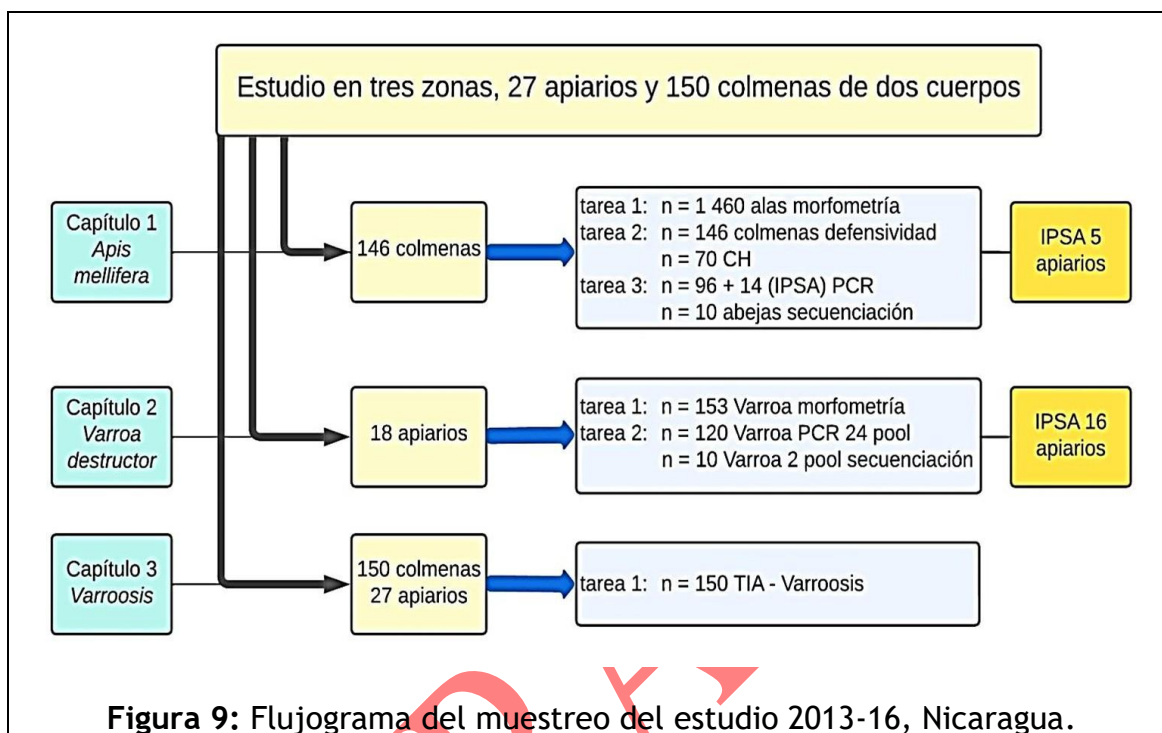 Estudio en tres zonas, 27 apiarios y 150 colmenas de dos cuerpos
Capítulo 1
Apis
mellifera
146 colmenas
tarea 1: n = 1 460 alas morfometría
tarea 2: n = 146 colmenas defensividad
n = 70 CH
tarea 3: n = 96 + 14 (IPSA) PCR
n = 10 abejas secuenciación
IPSA 5
apiarios
Capítulo 2
Varroa
destructor
18 apiarios
tarea 1: n = 153 Varroa morfometría
tarea 2: n = 120 Varroa PCR 24 pool
n = 10 Varroa 2 pool secuenciación
IPSA 16
apiarios
Capítulo 3
Varroosis
150 colmenas
27 apiarios
tarea 1: n = 150 TIA - Varroosis
Figura 9: Flujograma del muestreo del estudio 2013-16, Nicaragua.